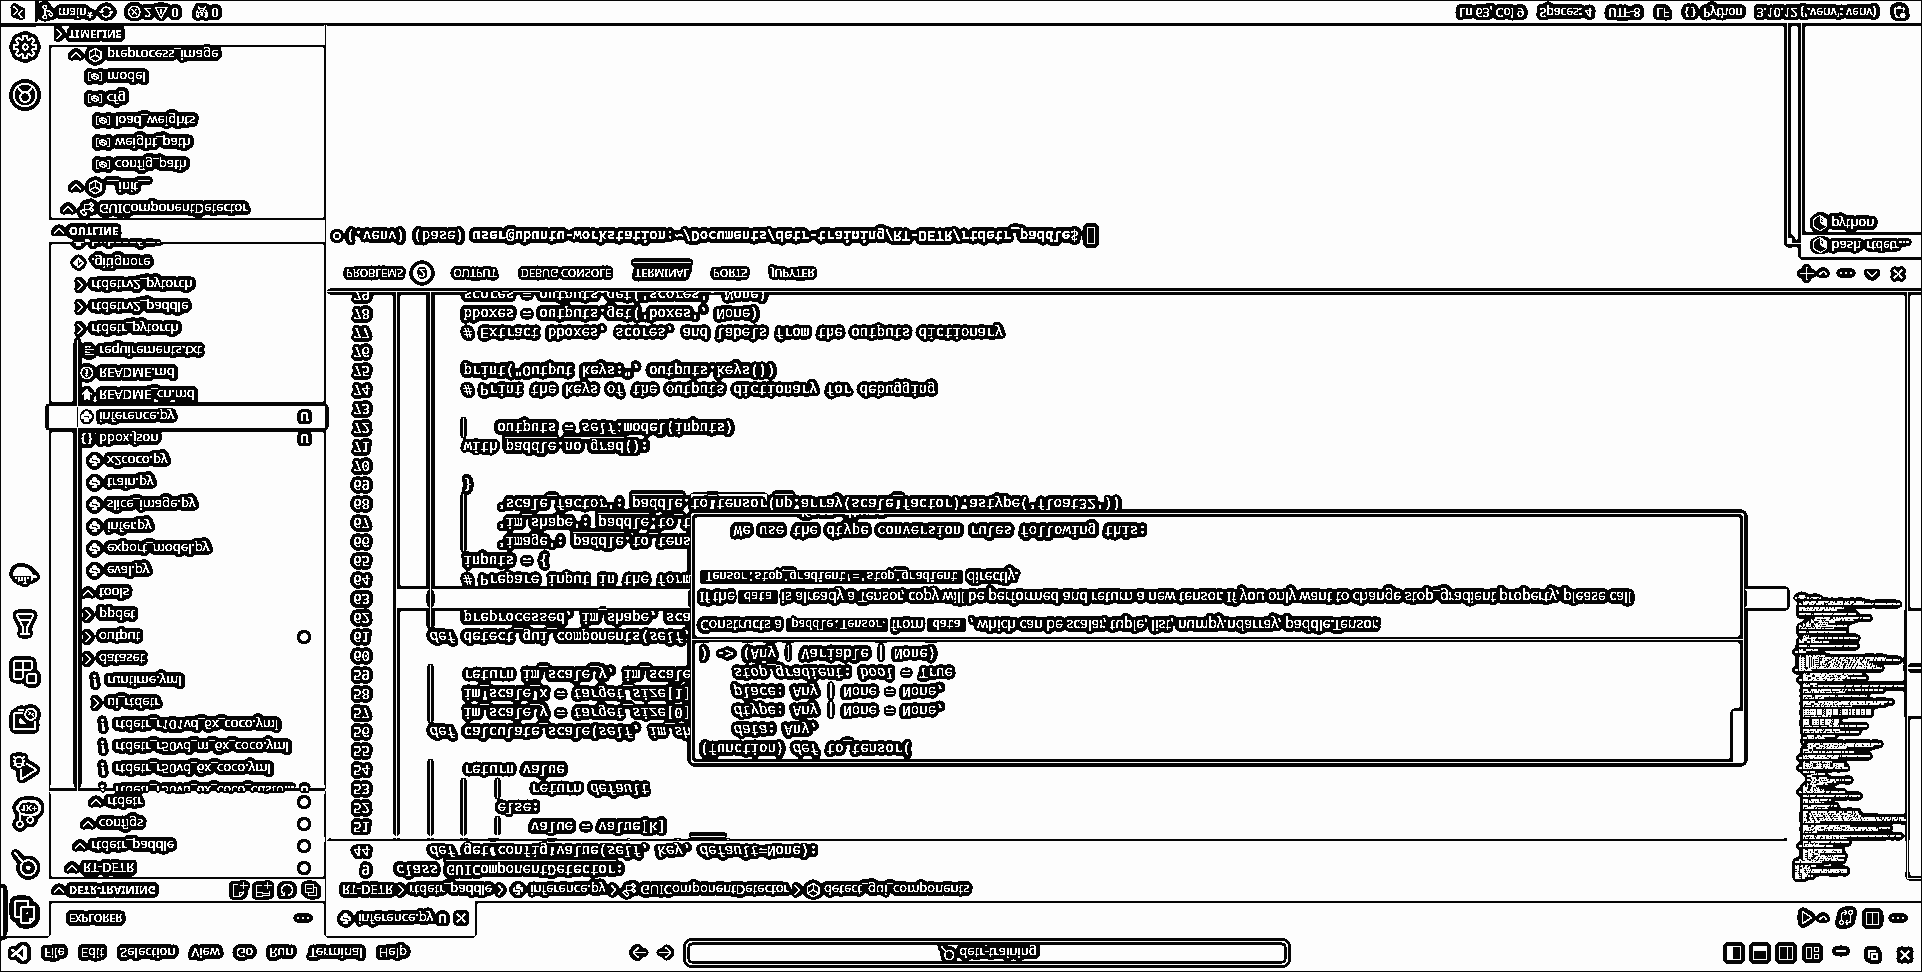 File Edit Selection View Go Run Terminal Help
detr-training
EXPLORER
inference.py U
DETR-TRAINING
RT-DETR
rtdetr_paddle
configs
rtdetr
rtdetr_r50vd_6x_coco.yml
rtdetr_r50vd_m_6x_coco.yml
rtdetr_r101vd_6x_coco.yml
ui_rtdetr
runtime.yml
dataset
output
ppdet
tools
eval.py
export_model.py
infer.py
slice_image.py
train.py
x2coco.py
{} bbox.json U
inference.py U
README_cn.md
README.md
requirements.txt
rtdetr_pytorch
rtdetrv2_paddle
rtdetrv2_pytorch
.gitignore
OUTLINE
GUIComponentDetector
__init__
config_path
weight_path
load_weights
cfg
model
preprocess_image
TIMELINE
RT-DETR > rtdetr_paddle > inference.py > GUIComponentDetector > detect_gui_components
9 class GUIComponentDetector:
44 def get_config_value(self, key, default=None):
51 value = value[k]
52 else:
53 return default
54 return value
55
56 def calculate_scale(self, im_sh
57 im_scale_y = target_size[0]
58 im_scale_x = target_size[1]
59 return im_scale_y, im_scale
60
61 def detect_gui_components(self,
62 preprocessed, im_shape, sca
63
64 # Prepare input in the form
65 inputs = {
66 'image': paddle.to_tens
67 'im_shape': paddle.to_t
68 'scale_factor': paddle.to_tensor(np.array(scale_factor).astype('float32'))
69 }
70
71 with paddle.no_grad():
72 outputs = self.model(inputs)
73
74 # Print the keys of the outputs dictionary for debugging
75 print("Output keys:", outputs.keys())
76
77 # Extract bboxes, scores, and labels from the outputs dictionary
78 bboxes = outputs.get('boxes', None)
79 scores = outputs.get('scores', None)
(function) def to_tensor(
data: Any,
dtype: Any | None = None,
place: Any | None = None,
stop_gradient: bool = True
) -> (Any | Variable | None)
Constructs a paddle.Tensor from data , which can be scalar, tuple, list, numpy.ndarray, paddle.Tensor.
If the data is already a Tensor, copy will be performed and return a new tensor. If you only want to change stop_gradient property, please call
Tensor.stop_gradient = stop_gradient directly.
We use the dtype conversion rules following this:
PROBLEMS 2 OUTPUT DEBUG CONSOLE TERMINAL PORTS JUPYTER
(.venv) (base) user@ubuntu-workstation:~/Documents/detr-training/RT-DETR/rtdetr_paddle$
bash rtdetr...
python
main* 2 0 0
Ln 63, Col 9 Spaces: 4 UTF-8 LF {} Python 3.10.12 ('.venv': venv)